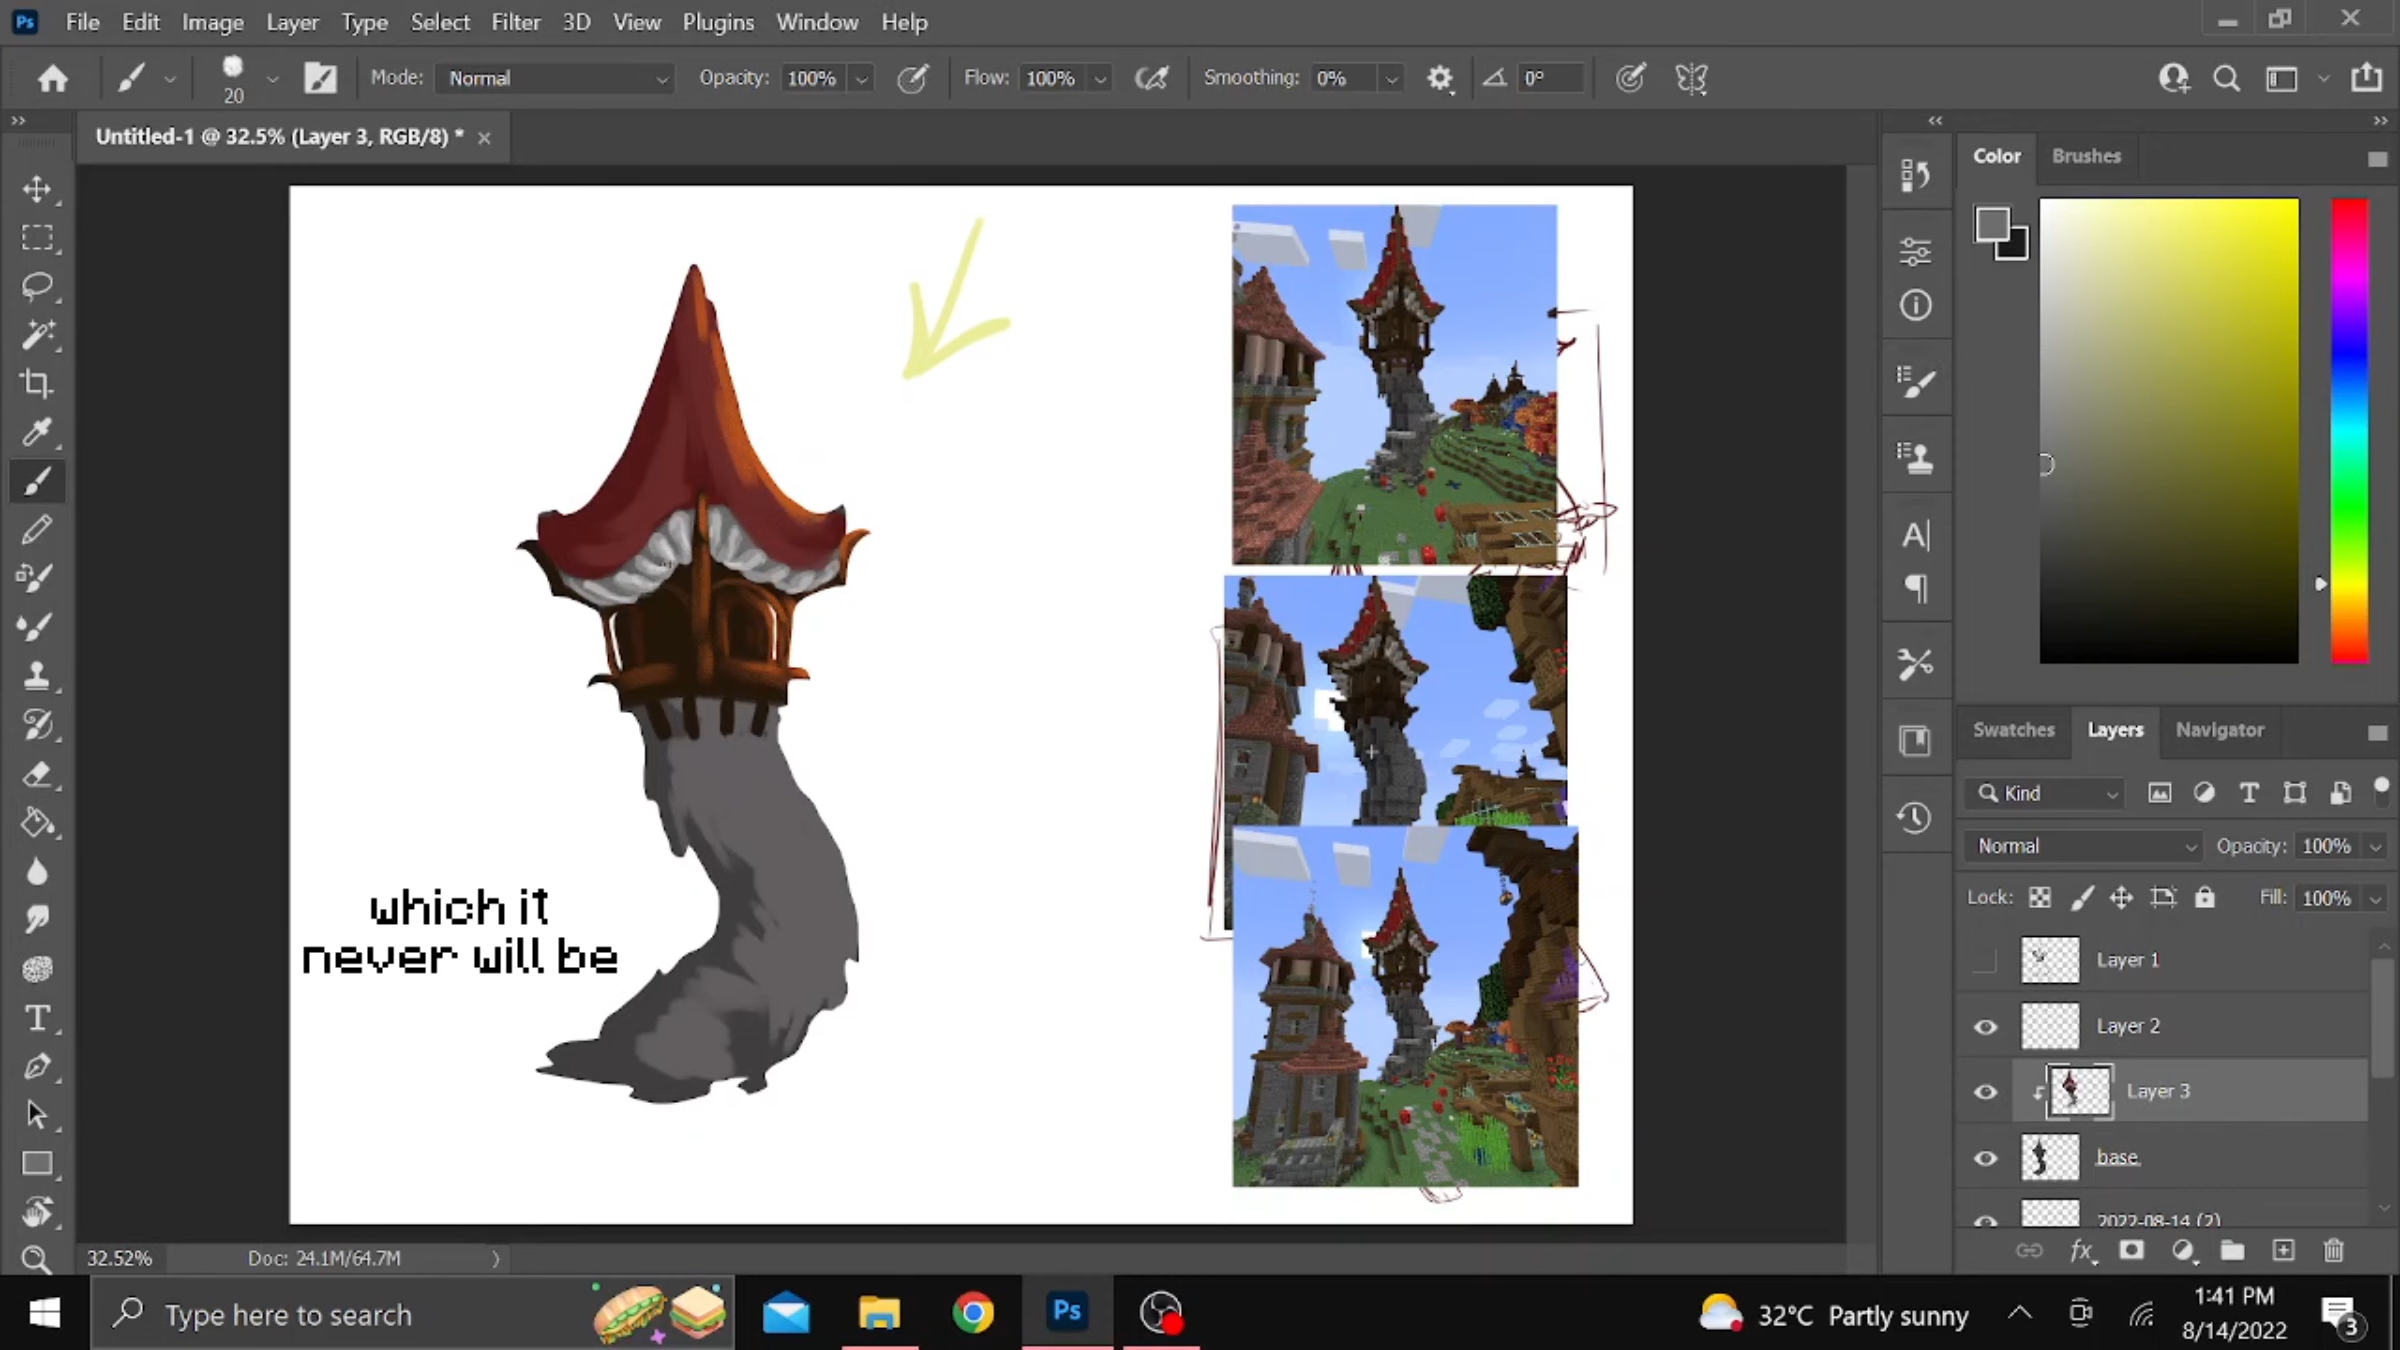 Ps File Edit Image Layer Type Select Filter 3D View Plugins Window Help
20 Mode: Normal Opacity: 100% Flow: 100% Smoothing: 0% 0°
Untitled-1 @ 32.5% (Layer 3, RGB/8) *
Color Brushes
which it
never will be
Swatches Layers Navigator
Kind
Normal Opacity: 100%
Lock: Fill: 100%
Layer 1
Layer 2
Layer 3
base
2022-08-14 (2)
fx
32.52% Doc: 24.1M/64.7M
Type here to search
Ps
32°C Partly sunny
1:41 PM
8/14/2022
3